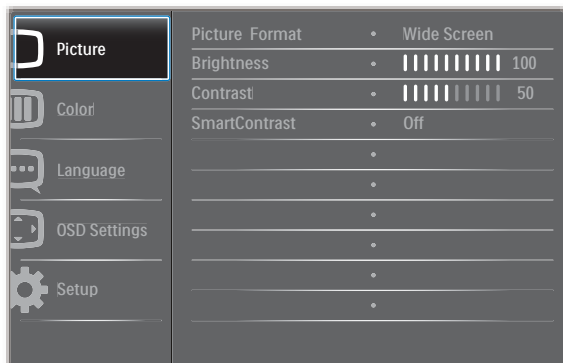 Picture
Color
Language
OSD Settings
Setup
Picture Format • Wide Screen
Brightness • 100
Contrast • 50
SmartContrast • Off